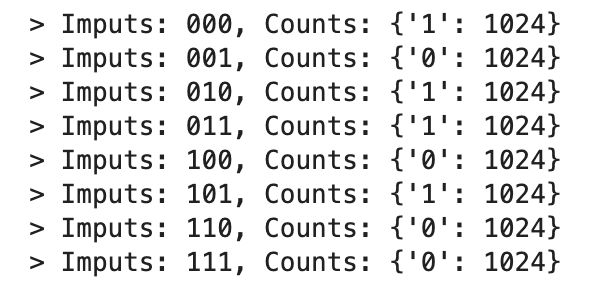 > Imputs: 000, Counts: {'1': 1024}
> Imputs: 001, Counts: {'0': 1024}
> Imputs: 010, Counts: {'1': 1024}
> Imputs: 011, Counts: {'1': 1024}
> Imputs: 100, Counts: {'0': 1024}
> Imputs: 101, Counts: {'1': 1024}
> Imputs: 110, Counts: {'0': 1024}
> Imputs: 111, Counts: {'0': 1024}